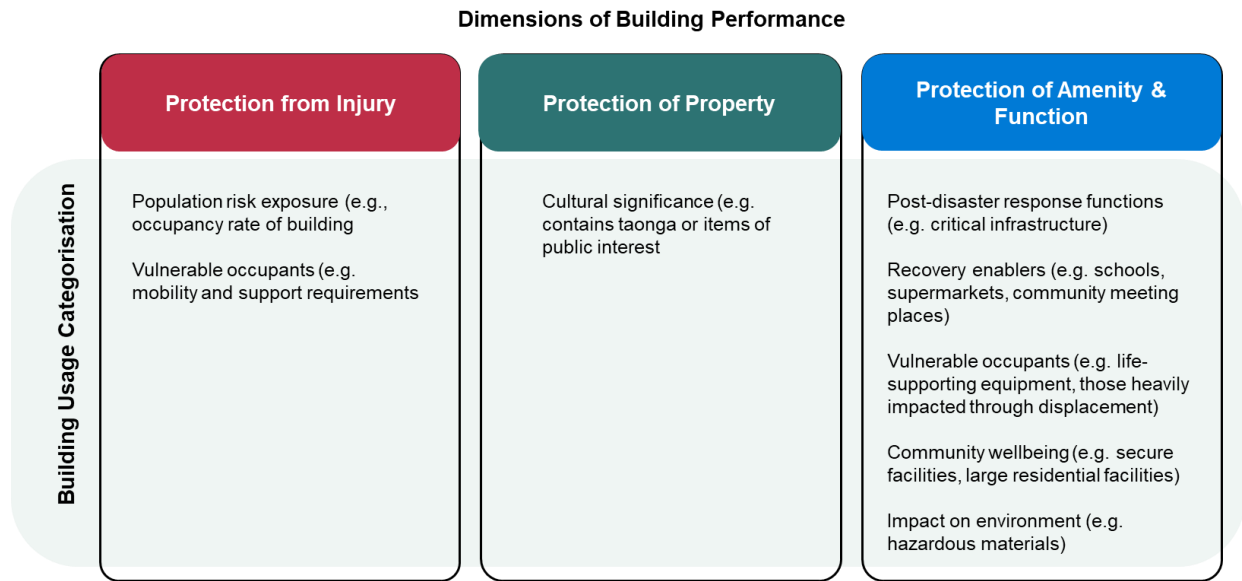 Dimensions of Building Performance
Protection from Injury
Protection of Property
Protection of Amenity &
Function
Building Usage Categorisation
Population risk exposure (e.g.,
occupancy rate of building
Vulnerable occupants (e.g.
mobility and support requirements
Cultural significance (e.g.
contains taonga or items of
public interest
Post-disaster response functions
(e.g. critical infrastructure)
Recovery enablers (e.g. schools,
supermarkets, community meeting
places)
Vulnerable occupants (e.g. life-
supporting equipment, those heavily
impacted through displacement)
Community wellbeing (e.g. secure
facilities, large residential facilities)
Impact on environment (e.g.
hazardous materials)